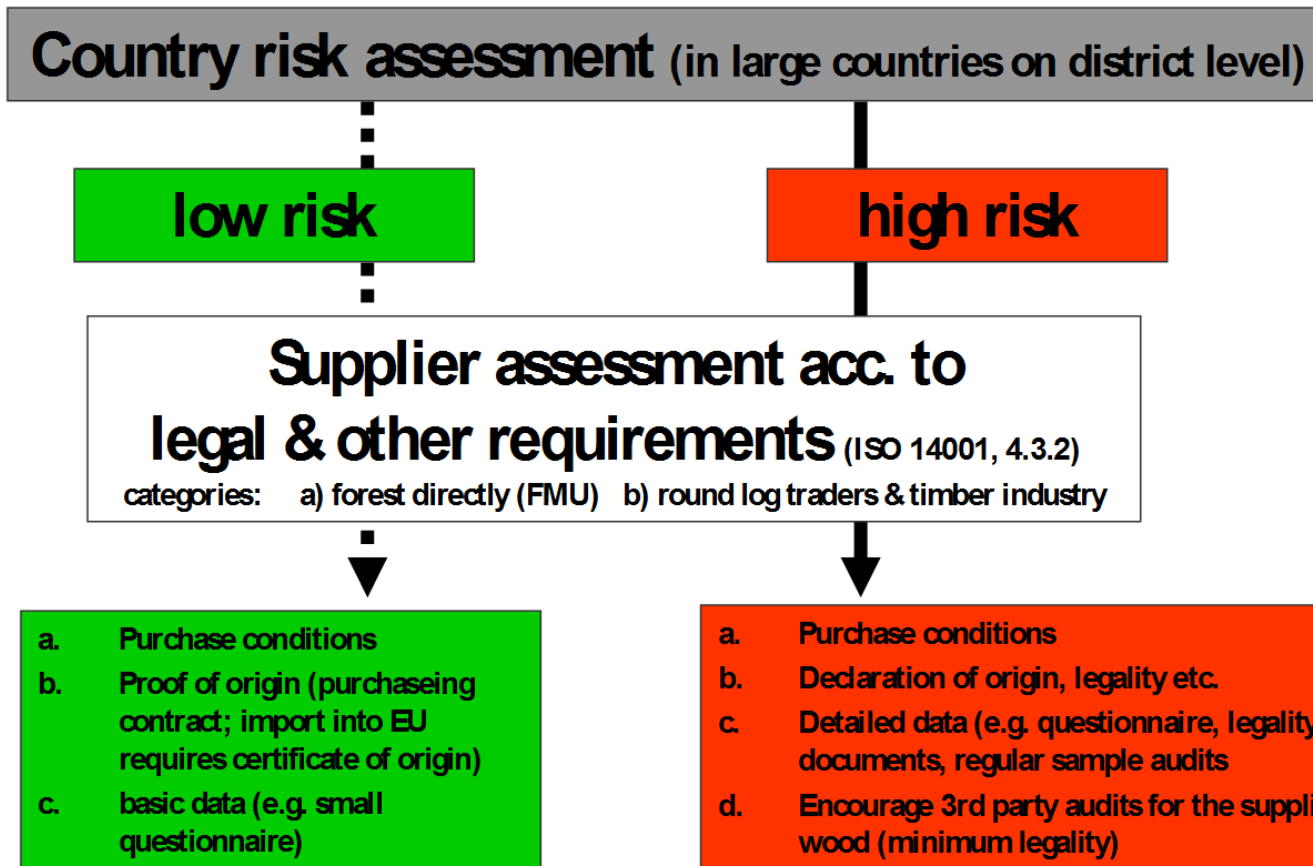 Country risk assessment (in large countries on district level)
low risk
high risk
Supplier assessment acc. to
legal & other requirements (ISO 14001, 4.3.2)
categories: a) forest directly (FMU) b) round log traders & timber industry
a. Purchase conditions
b. Proof of origin (purchaseing
contract; import into EU
requires certificate of origin)
c. basic data (e.g. small
questionnaire)
a. Purchase conditions
b. Declaration of origin, legality etc.
c. Detailed data (e.g. questionnaire, legality
documents, regular sample audits
d. Encourage 3rd party audits for the
wood (minimum legality)